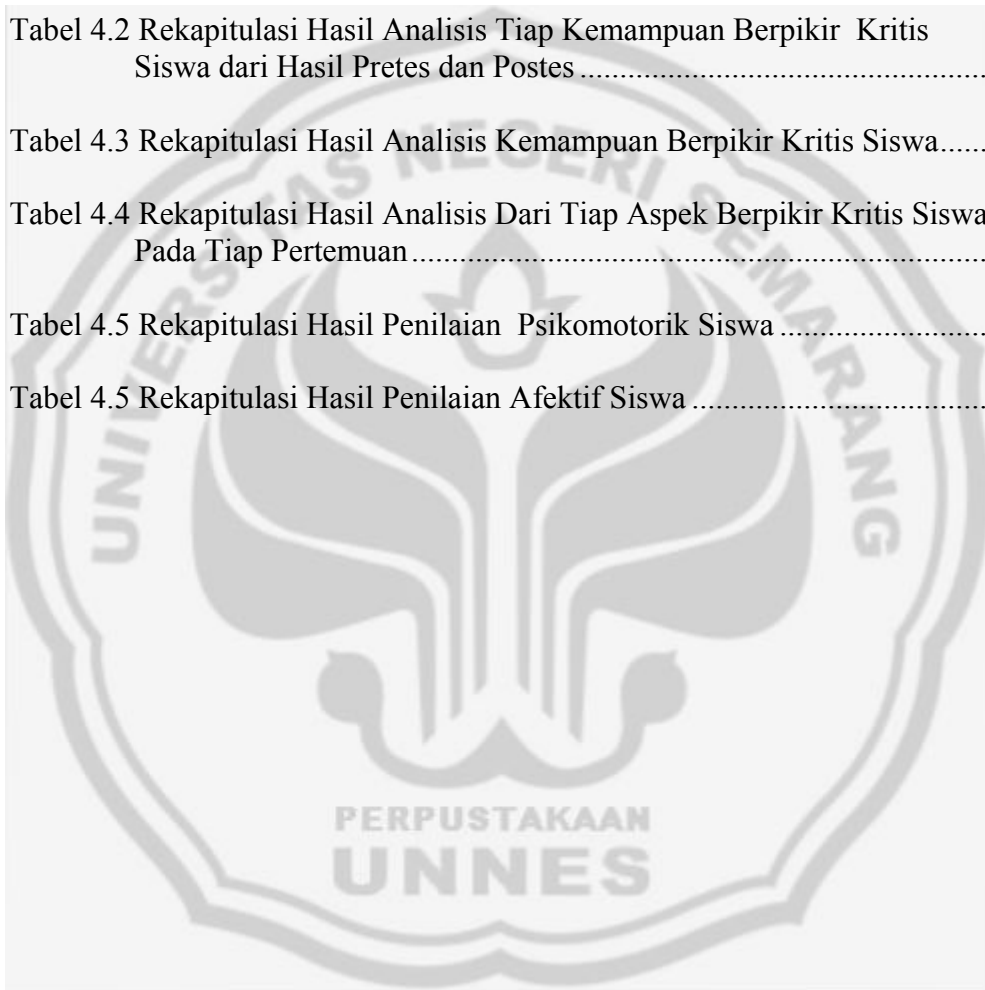 Tabel 4.2 Rekapitulasi Hasil Analisis Tiap Kemampuan Berpikir  Kritis
Siswa dari Hasil Pretes dan Postes ...................................................
Tabel 4.3 Rekapitulasi Hasil Analisis Kemampuan Berpikir Kritis Siswa......
Tabel 4.4 Rekapitulasi Hasil Analisis Dari Tiap Aspek Berpikir Kritis Siswa
Pada Tiap Pertemuan ........................................................................
Tabel 4.5 Rekapitulasi Hasil Penilaian  Psikomotorik Siswa ..........................
Tabel 4.5 Rekapitulasi Hasil Penilaian Afektif Siswa .....................................
UNIVERSITAS NEGERI SEMARANG
PERPUSTAKAAN
UNNES